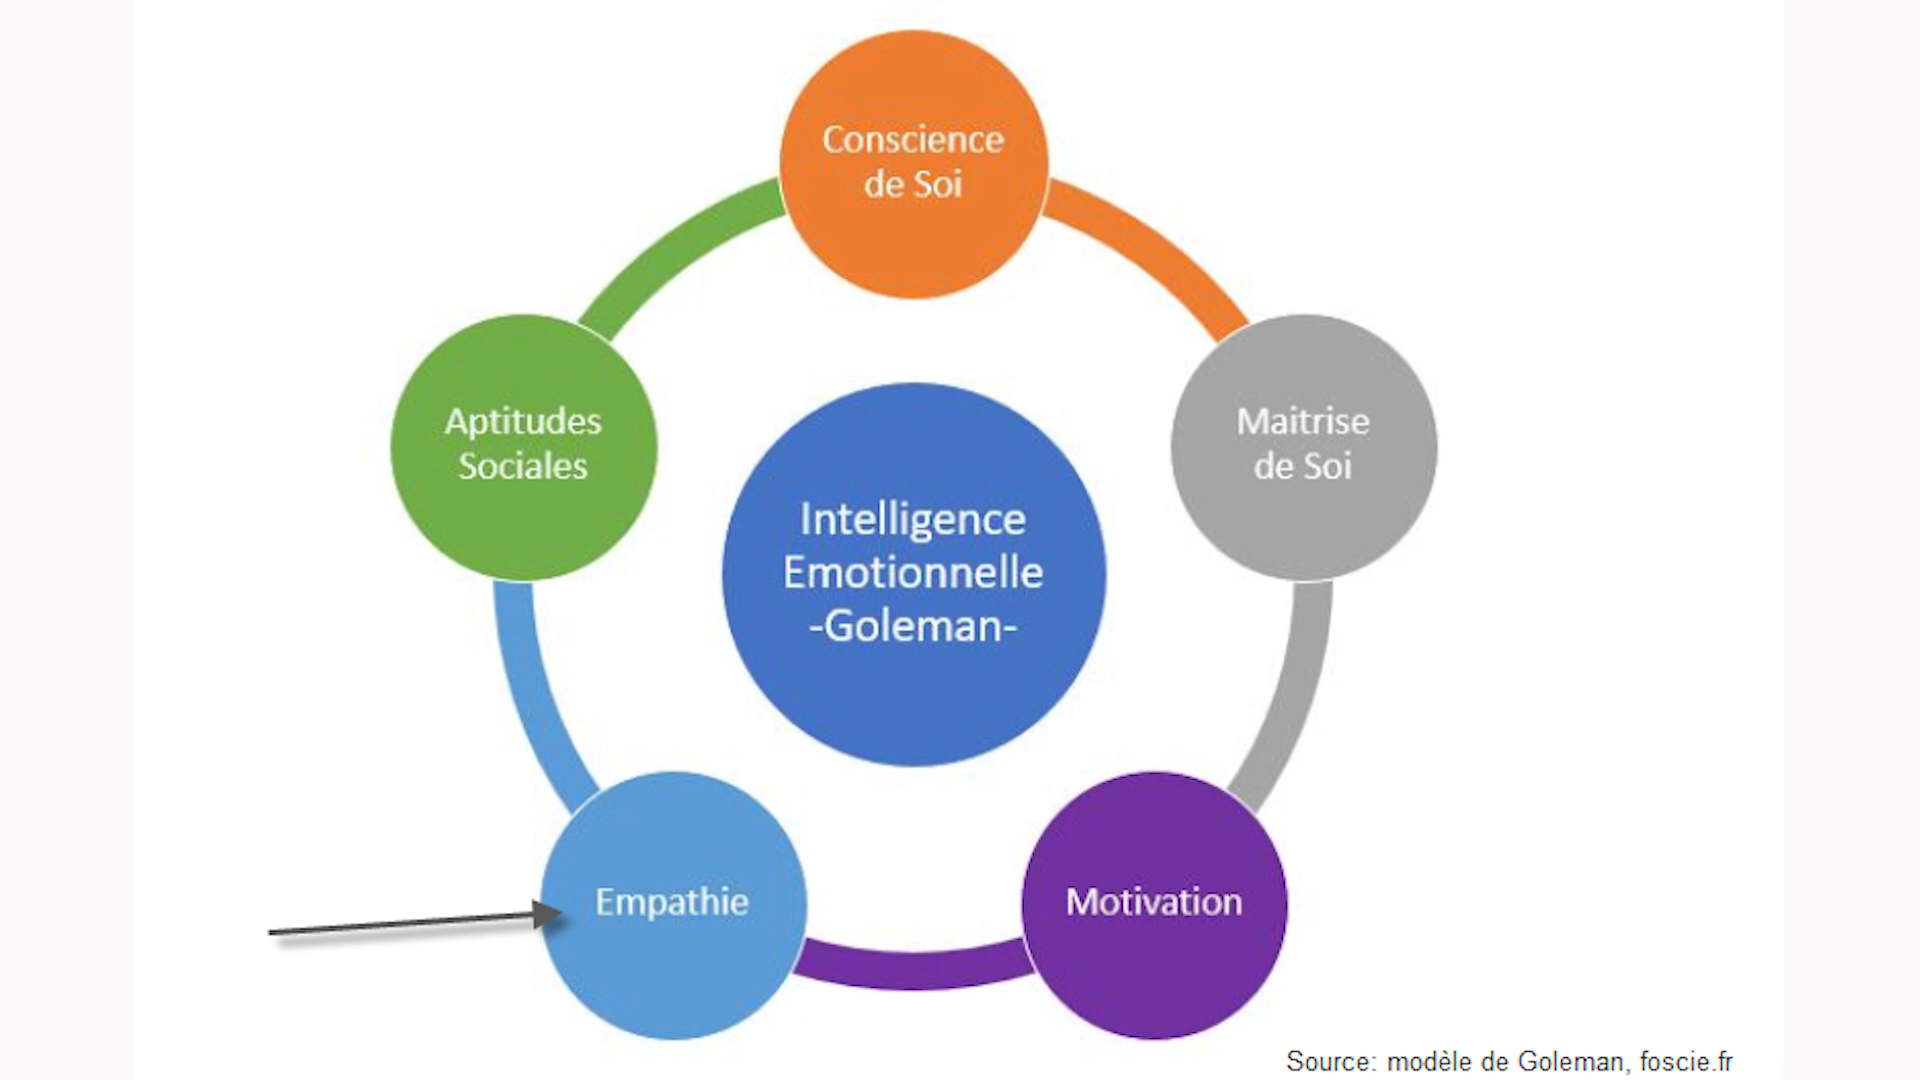 Conscience
de Soi
Aptitudes
Sociales
Maitrise
de Soi
Intelligence
Emotionnelle
-Goleman-
Empathie
Motivation
Source: modèle de Goleman, foscie.fr